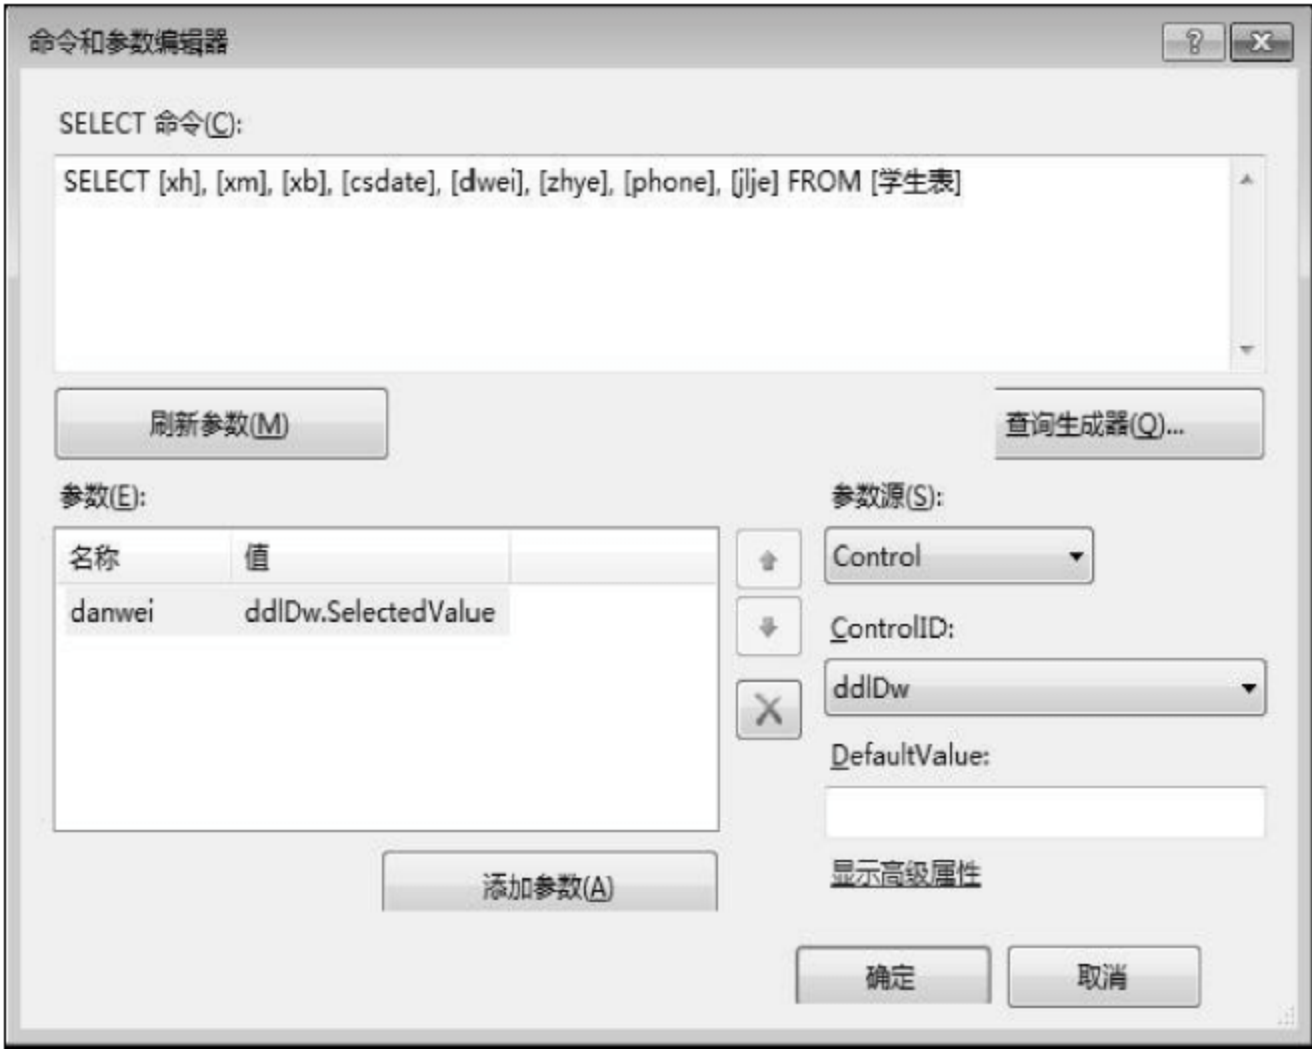 命令和参数编辑器
SELECT 命令(C):
SELECT [xh], [xm], [xb], [csdate], [dwei], [zhye], [phone], [jlje] FROM [学生表]
刷新参数(M)
查询生成器(Q)...
参数(E):
参数源(S):
名称 值
Control
danwei ddlDw.SelectedValue
ControlID:
ddlDw
DefaultValue:
显示高级属性
添加参数(A)
确定
取消